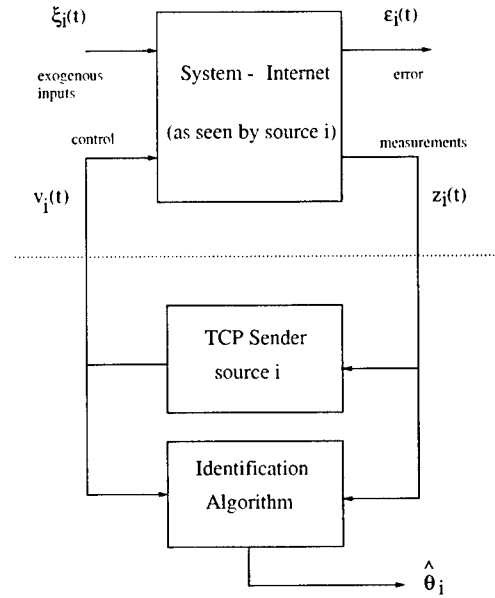 ξi(t)
εi(t)
System - Internet
exogenous
inputs
error
(as seen by source i)
control
measurements
vi(t)
zi(t)
TCP Sender
source i
Identification
Algorithm
θ̂i